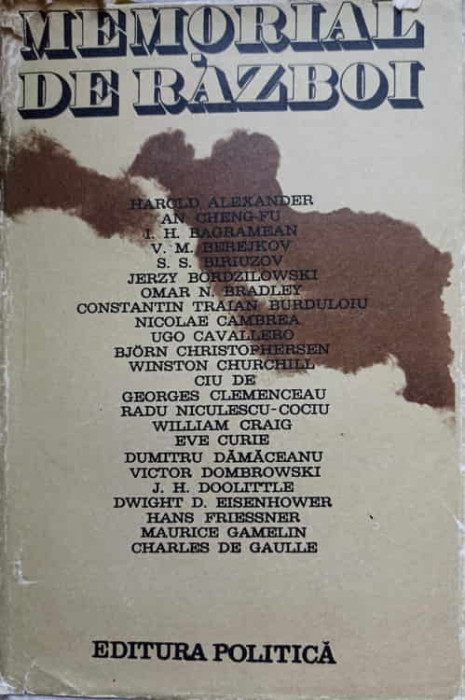 MEMORIAL
DE RĂZBOI
HAROLD ALEXANDER
AN CHENG-FU
I. H. BAGRAMEAN
V. M. BEREJKOV
S. S. BIRIUZOV
JERZY BORDZILOWSKI
OMAR N. BRADLEY
CONSTANTIN TRAIAN BURDULOIU
NICOLAE CAMBREA
UGO CAVALLERO
BJÖRN CHRISTOPHERSEN
WINSTON CHURCHILL
CIU DE
GEORGES CLEMENCEAU
RADU NICULESCU-COCIU
WILLIAM CRAIG
EVE CURIE
DUMITRU DĂMĂCEANU
VICTOR DOMBROWSKI
J. H. DOOLITTLE
DWIGHT D. EISENHOWER
HANS FRIESSNER
MAURICE GAMELIN
CHARLES DE GAULLE
EDITURA POLITICĂ